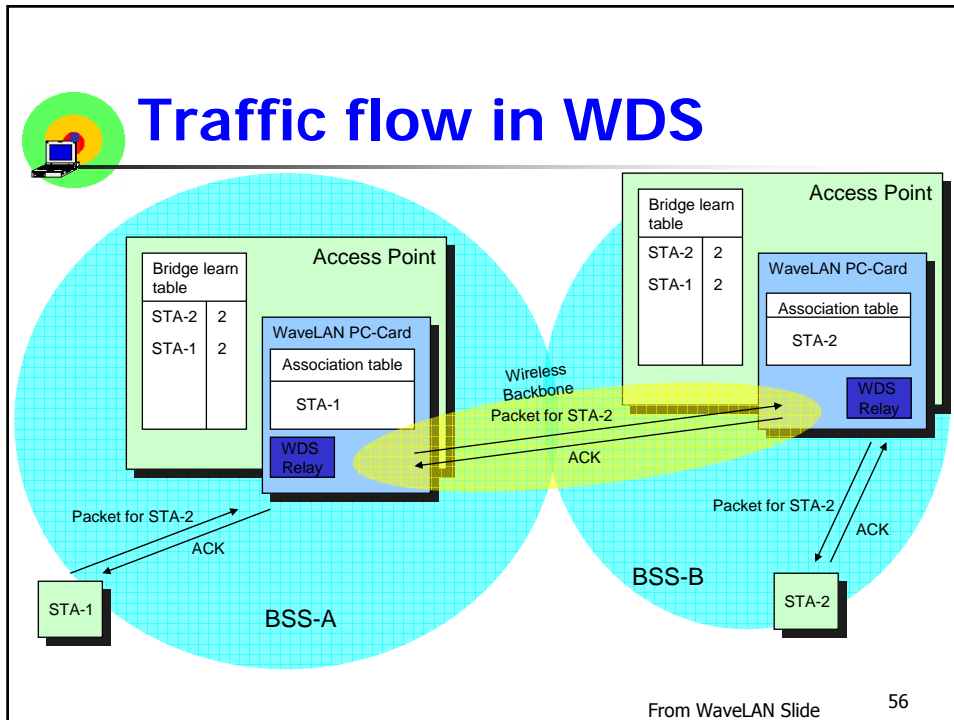 Traffic flow in WDS
Access Point
Bridge learn
table
STA-2 2
STA-1 2
WaveLAN PC-Card
Association table
STA-1
WDS
Relay
Packet for STA-2
ACK
STA-1
BSS-A
Wireless
Backbone
Packet for STA-2
ACK
Access Point
Bridge learn
table
STA-2 2
STA-1 2
WaveLAN PC-Card
Association table
STA-2
WDS
Relay
Packet for STA-2
ACK
BSS-B
STA-2
From WaveLAN Slide
56